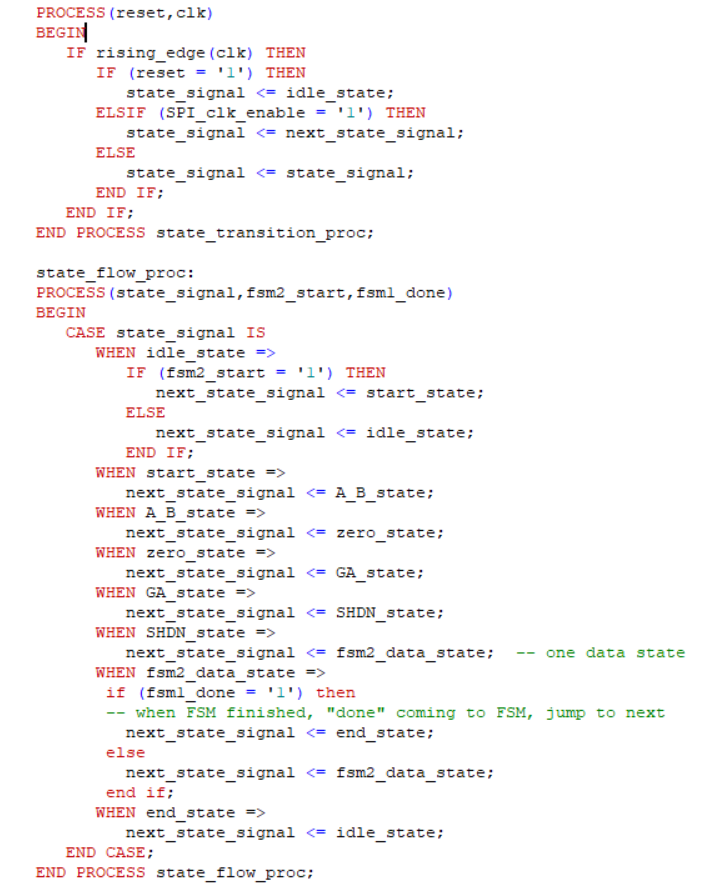 PROCESS(reset,clk)
BEGIN
IF rising_edge(clk) THEN
IF (reset = '1') THEN
state_signal <= idle_state;
ELSIF (SPI_clk_enable = '1') THEN
state_signal <= next_state_signal;
ELSE
state_signal <= state_signal;
END IF;
END IF;
END PROCESS state_transition_proc;
state_flow_proc:
PROCESS(state_signal,fsm2_start,fsm1_done)
BEGIN
CASE state_signal IS
WHEN idle_state =>
IF (fsm2_start = '1') THEN
next_state_signal <= start_state;
ELSE
next_state_signal <= idle_state;
END IF;
WHEN start_state =>
next_state_signal <= A_B_state;
WHEN A_B_state =>
next_state_signal <= zero_state;
WHEN zero_state =>
next_state_signal <= GA_state;
WHEN GA_state =>
next_state_signal <= SHDN_state;
WHEN SHDN_state =>
next_state_signal <= fsm2_data_state;  -- one data state
WHEN fsm2_data_state =>
if (fsm1_done = '1') then
-- when FSM finished, "done" coming to FSM, jump to next
next_state_signal <= end_state;
else
next_state_signal <= fsm2_data_state;
end if;
WHEN end_state =>
next_state_signal <= idle_state;
END CASE;
END PROCESS state_flow_proc;